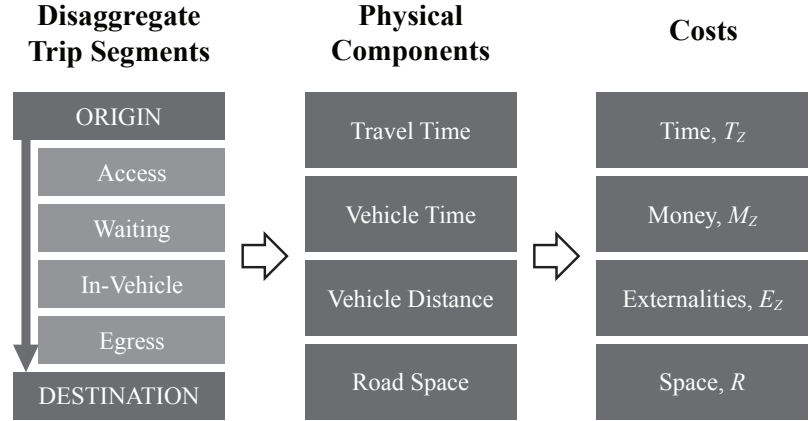 Disaggregate
Trip Segments
ORIGIN
Access
Waiting
In-Vehicle
Egress
DESTINATION
Physical
Components
Travel Time
Vehicle Time
Vehicle Distance
Road Space
Costs
Time, T_Z
Money, M_Z
Externalities, E_Z
Space, R